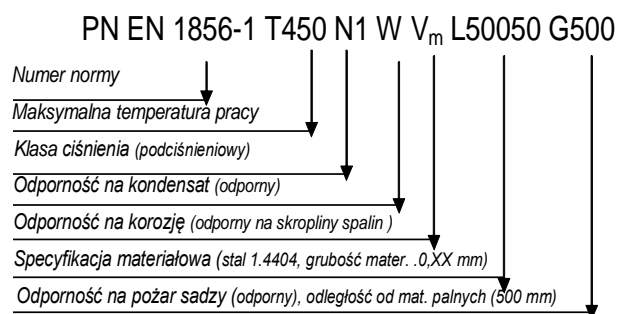 PN EN 1856-1 T450 N1 W Vm L50050 G500
Numer normy
Maksymalna temperatura pracy
Klasa ciśnienia (podciśnieniowy)
Odporność na kondensat (odporny)
Odporność na korozję (odporny na skropliny spalin )
Specyfikacja materiałowa (stal 1.4404, grubość mater. .0,XX mm)
Odporność na pożar sadzy (odporny), odległość od mat. palnych (500 mm)